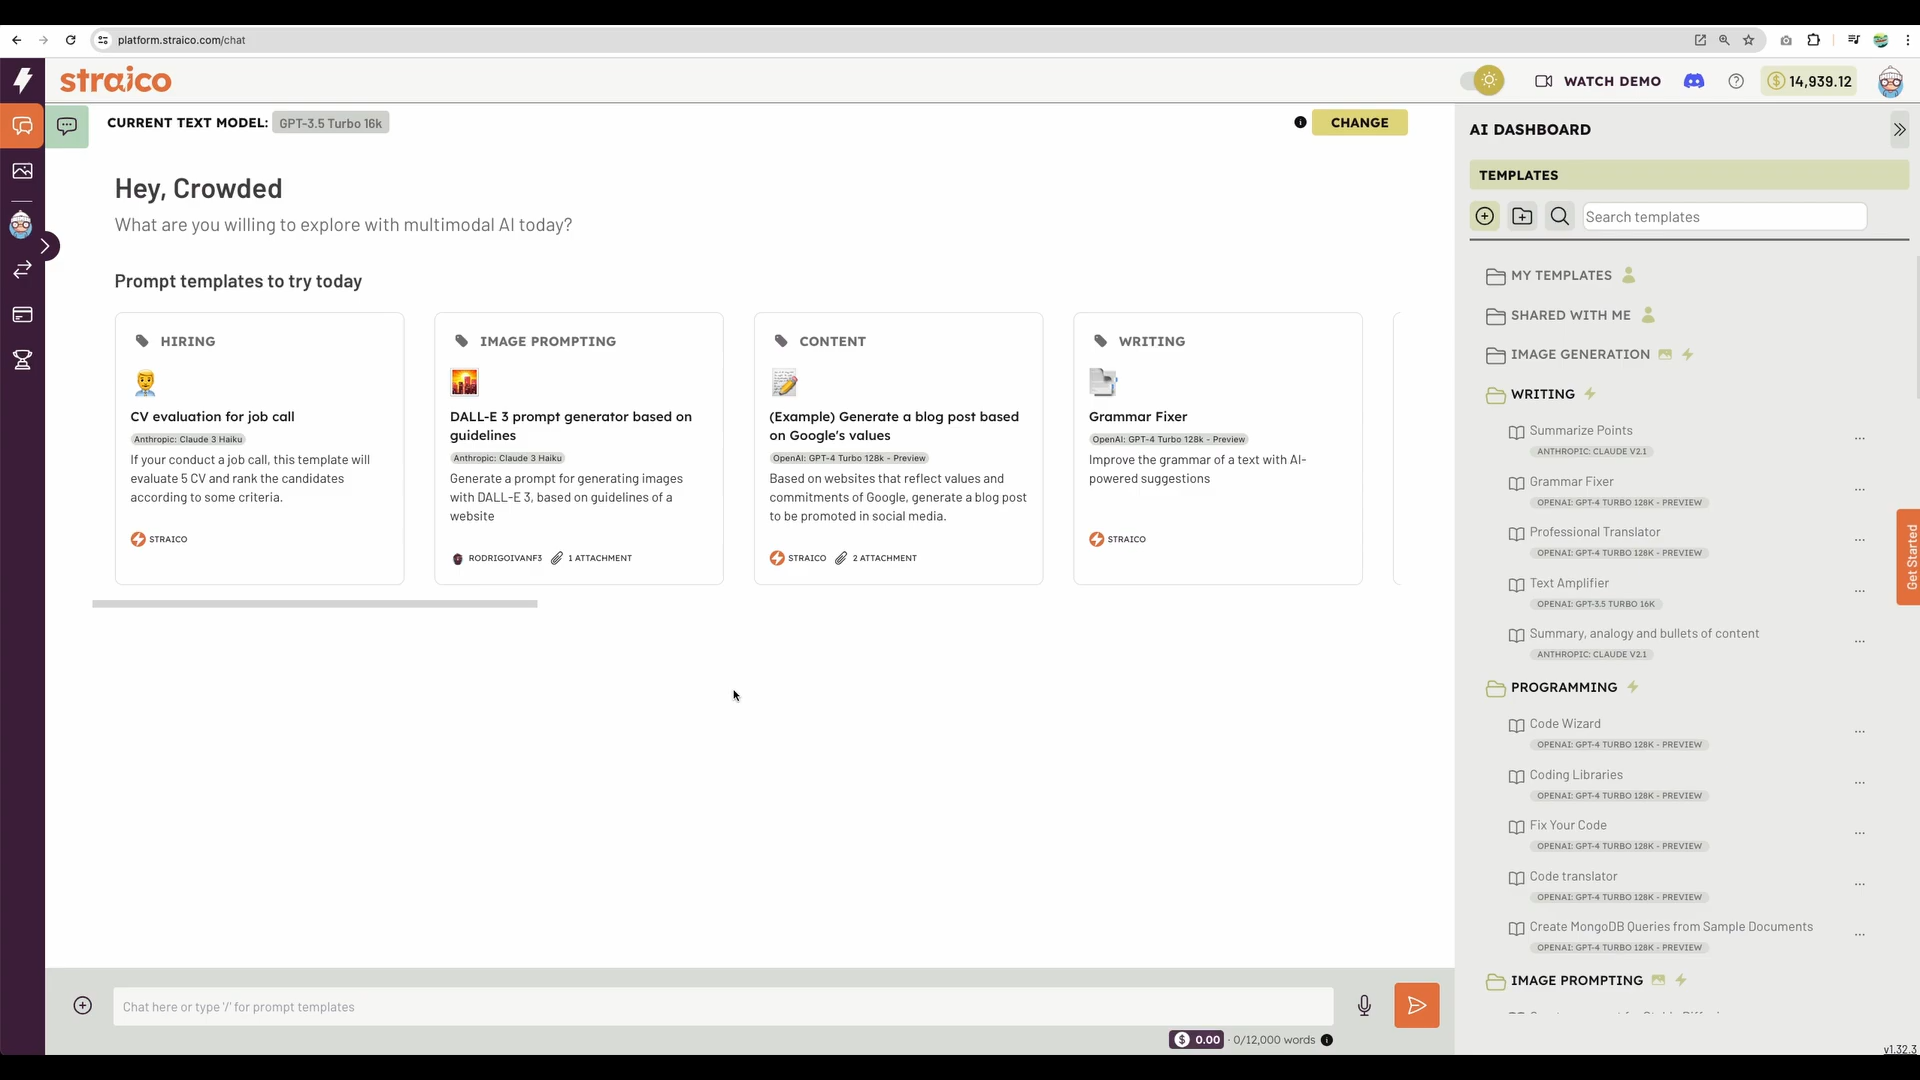 platform.straico.com/chat
straico
WATCH DEMO
14,939.12
CURRENT TEXT MODEL: GPT-3.5 Turbo 16k
CHANGE
Hey, Crowded
What are you willing to explore with multimodal AI today?
Prompt templates to try today
HIRING
CV evaluation for job call
Anthropic: Claude 3 Haiku
If your conduct a job call, this template will
evaluate 5 CV and rank the candidates
according to some criteria.
STRAICO
IMAGE PROMPTING
DALL-E 3 prompt generator based on
guidelines
Anthropic: Claude 3 Haiku
Generate a prompt for generating images
with DALL-E 3, based on guidelines of a
website
RODRIGOIVANF3 1 ATTACHMENT
CONTENT
(Example) Generate a blog post based
on Google's values
OpenAI: GPT-4 Turbo 128k - Preview
Based on websites that reflect values and
commitments of Google, generate a blog post
to be promoted in social media.
STRAICO 2 ATTACHMENT
WRITING
Grammar Fixer
OpenAI: GPT-4 Turbo 128k - Preview
Improve the grammar of a text with AI-
powered suggestions
STRAICO
Chat here or type '/' for prompt templates
$ 0.00 · 0/12,000 words
AI DASHBOARD
TEMPLATES
Search templates
MY TEMPLATES
SHARED WITH ME
IMAGE GENERATION
WRITING
Summarize Points
...
ANTHROPIC: CLAUDE V2.1
Grammar Fixer
...
OPENAI: GPT-4 TURBO 128K - PREVIEW
Professional Translator
...
OPENAI: GPT-4 TURBO 128K - PREVIEW
Text Amplifier
...
OPENAI: GPT-3.5 TURBO 16K
Summary, analogy and bullets of content
...
ANTHROPIC: CLAUDE V2.1
PROGRAMMING
Code Wizard
...
OPENAI: GPT-4 TURBO 128K - PREVIEW
Coding Libraries
...
OPENAI: GPT-4 TURBO 128K - PREVIEW
Fix Your Code
...
OPENAI: GPT-4 TURBO 128K - PREVIEW
Code translator
...
OPENAI: GPT-4 TURBO 128K - PREVIEW
Create MongoDB Queries from Sample Documents
...
OPENAI: GPT-4 TURBO 128K - PREVIEW
IMAGE PROMPTING
Get Started
v1.32.3